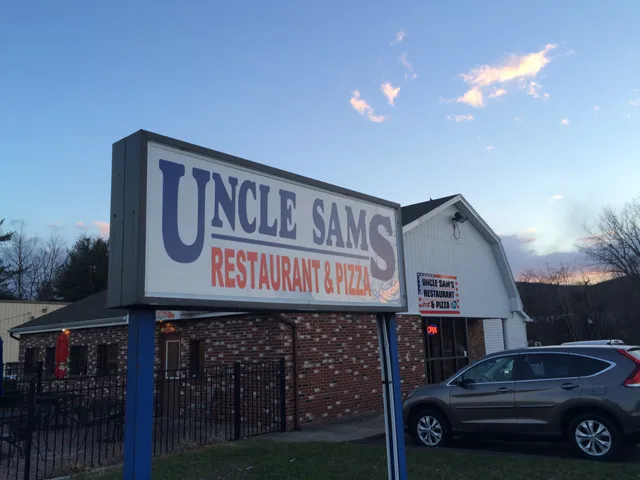 UNCLE SAMS
RESTAURANT & PIZZA
UNCLE SAM'S
RESTAURANT
& PIZZA
OPEN